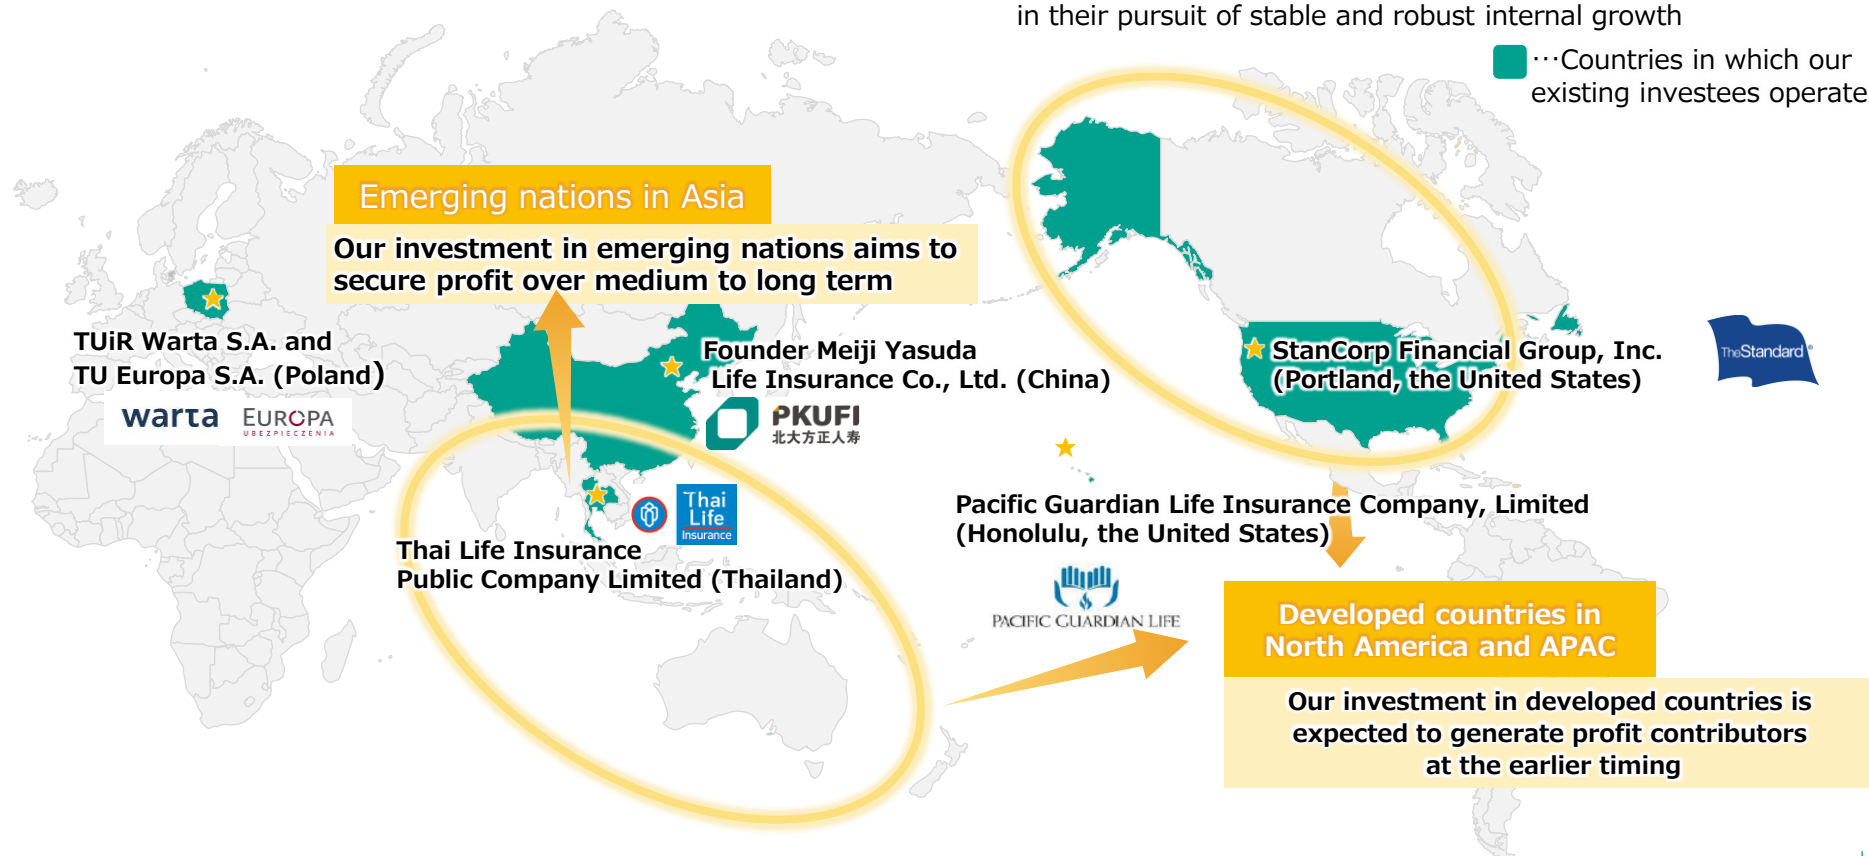 in their pursuit of stable and robust internal growth
…Countries in which our
existing investees operate
Emerging nations in Asia
Our investment in emerging nations aims to
secure profit over medium to long term
TUiR Warta S.A. and
TU Europa S.A. (Poland)
warta
EUROPA
UBEZPIECZENIA
Founder Meiji Yasuda
Life Insurance Co., Ltd. (China)
PKUFI
北大方正人寿
StanCorp Financial Group, Inc.
(Portland, the United States)
TheStandard®
Thai
Life
Insurance
Thai Life Insurance
Public Company Limited (Thailand)
Pacific Guardian Life Insurance Company, Limited
(Honolulu, the United States)
PACIFIC GUARDIAN LIFE
Developed countries in
North America and APAC
Our investment in developed countries is
expected to generate profit contributors
at the earlier timing